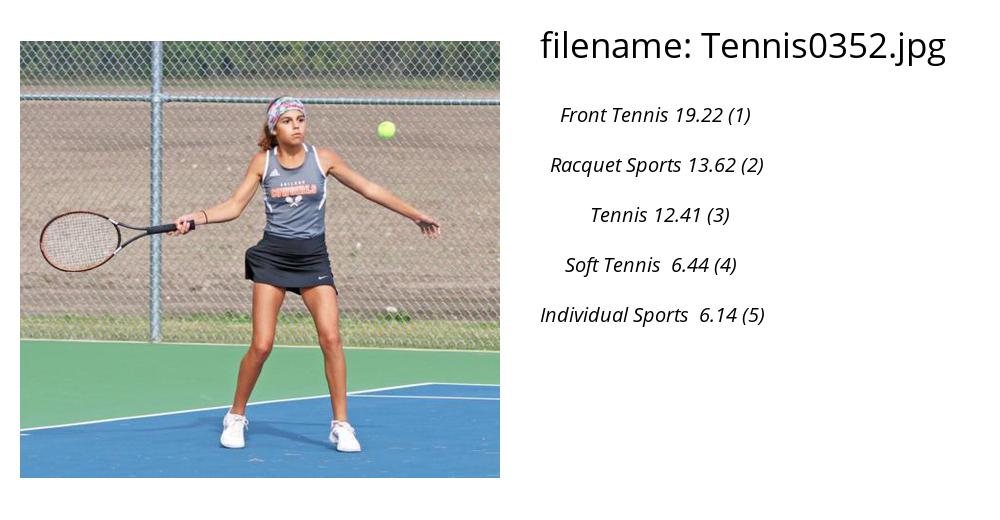 filename: Tennis0352.jpg
Front Tennis 19.22 (1)
Racquet Sports 13.62 (2)
Tennis 12.41 (3)
Soft Tennis 6.44 (4)
Individual Sports 6.14 (5)
COWGIRLS